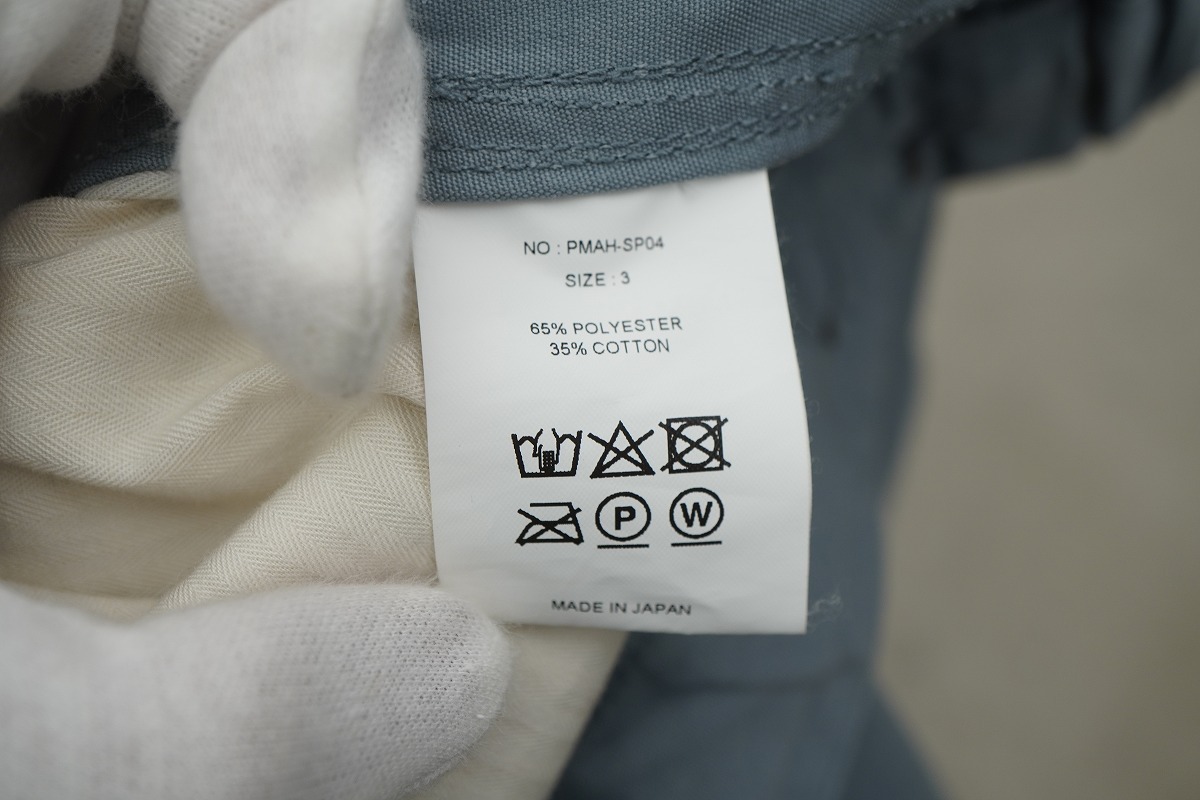 NO : PMAH-SP04
SIZE : 3
65% POLYESTER
35% COTTON
P W
MADE IN JAPAN